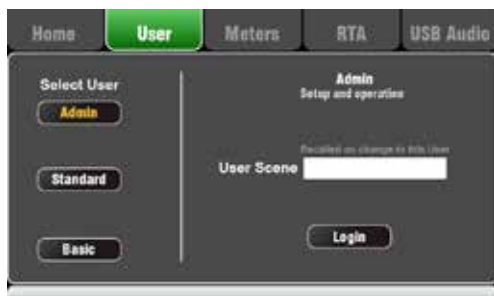 Home User Meters RTA USB Audio
Select User
Admin
Standard
Basic
Admin
Setup and operation
Recalled on change to this User
User Scene
Login